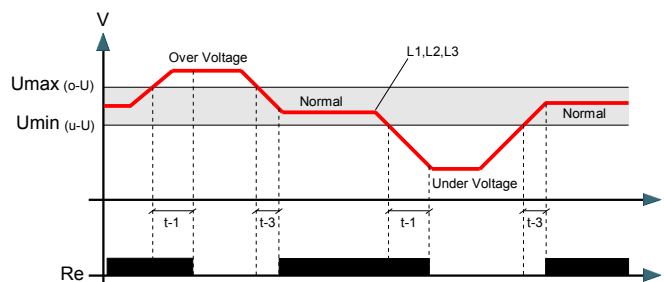 V
Over Voltage
L1,L2,L3
Umax (o-U)
Normal
Normal
Umin (u-U)
Under Voltage
t-1
t-3
t-1
t-3
Re